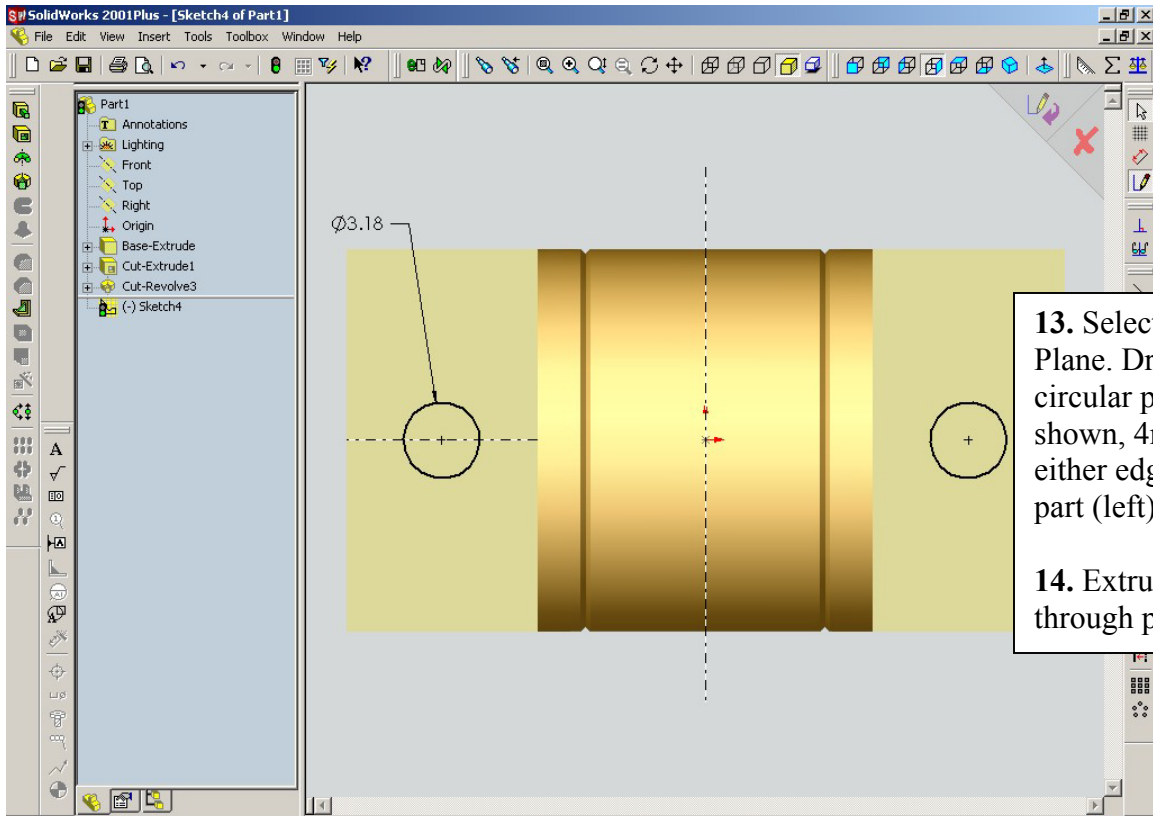 SolidWorks 2001Plus - [Sketch4 of Part1]
File Edit View Insert Tools Toolbox Window Help
Part1
Annotations
Lighting
Front
Top
Right
Origin
Base-Extrude
Cut-Extrude1
Cut-Revolve3
(-) Sketch4
Ø3.18
13. Selec
Plane. Dr
circular p
shown, 4
either edg
part (left)
14. Extru
through p